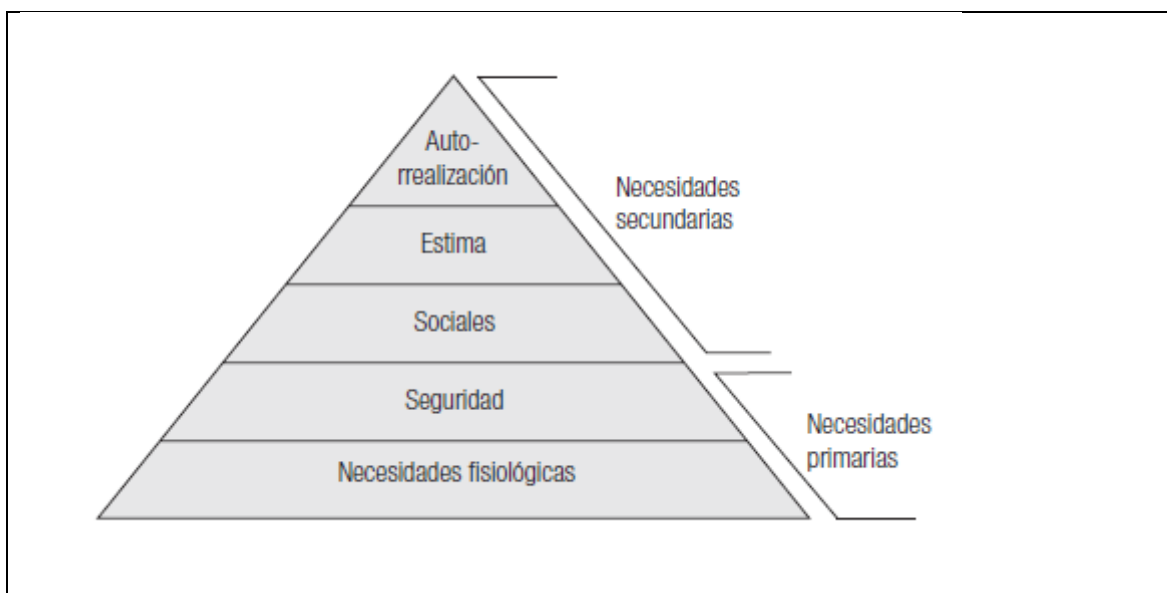 Auto-
rrealización
Necesidades
secundarias
Estima
Sociales
Seguridad
Necesidades
primarias
Necesidades fisiológicas